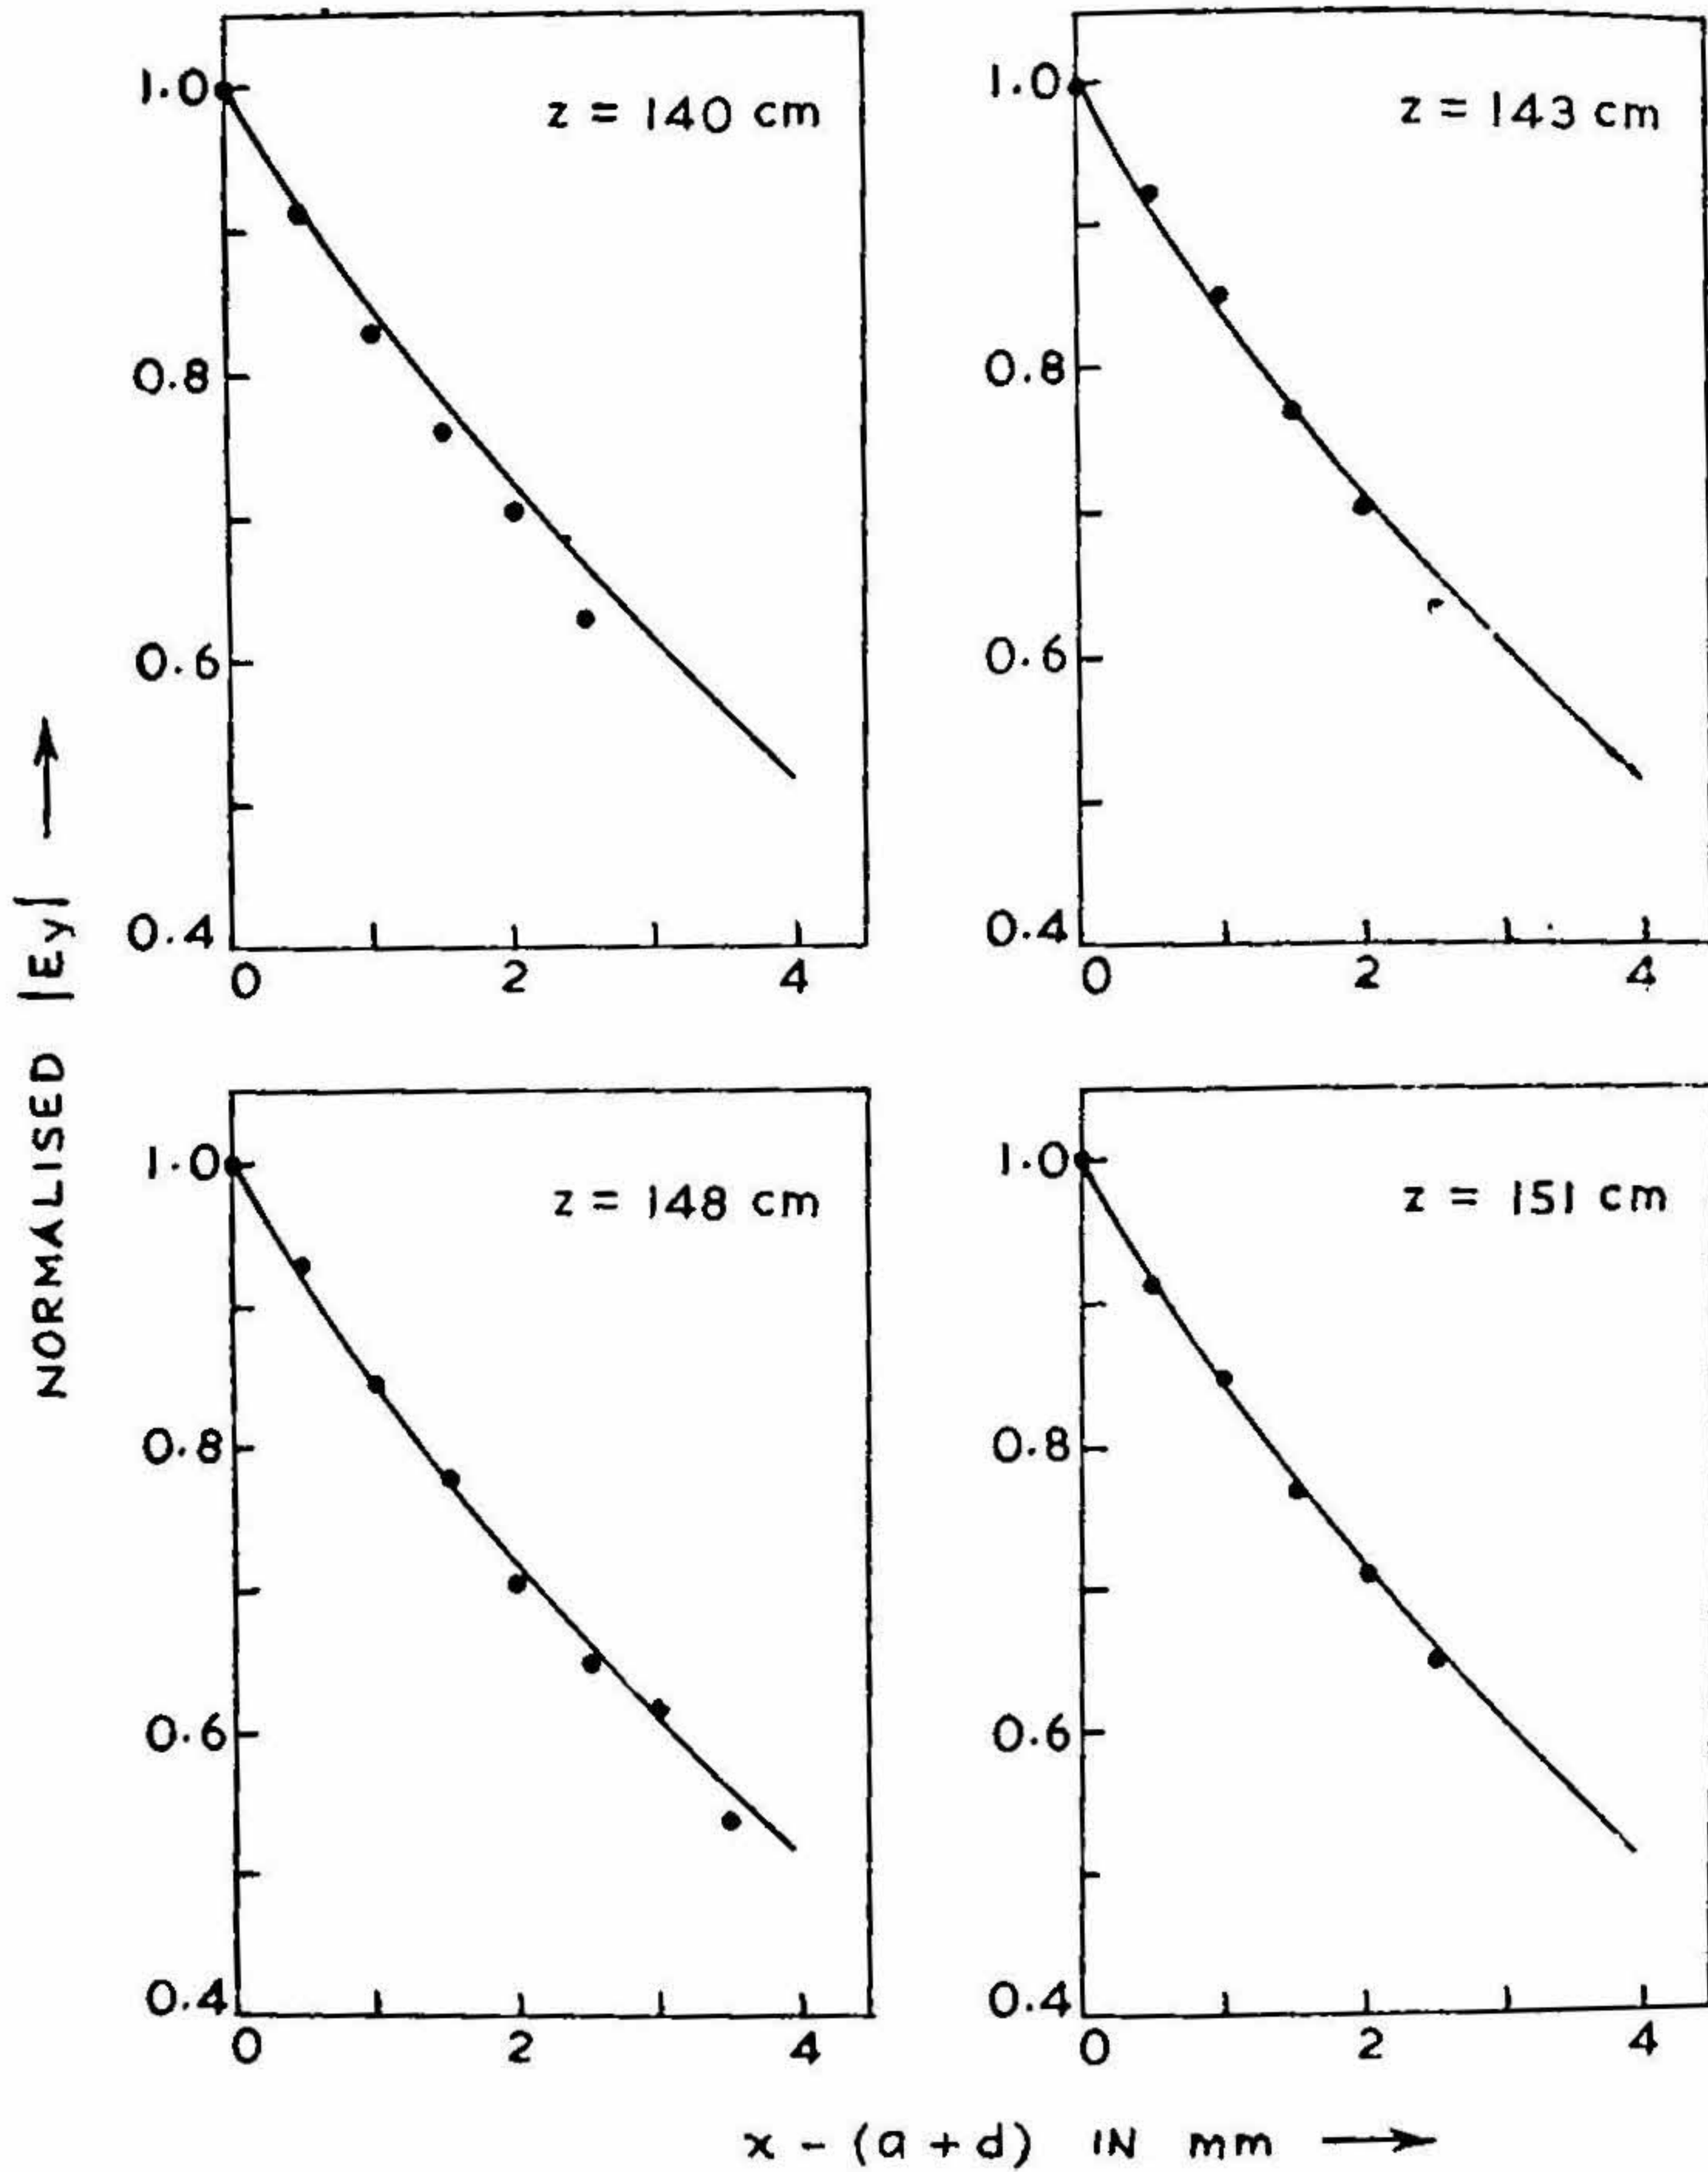 z = 140 cm
1.0
0.8
0.6
0.4
0 2 4
z = 143 cm
1.0
0.8
0.6
0.4
0 2 4
z = 148 cm
1.0
0.8
0.6
0.4
0 2 4
z = 151 cm
1.0
0.8
0.6
0.4
0 2 4
NORMALISED |Ey| →
x - (a + d) IN mm →